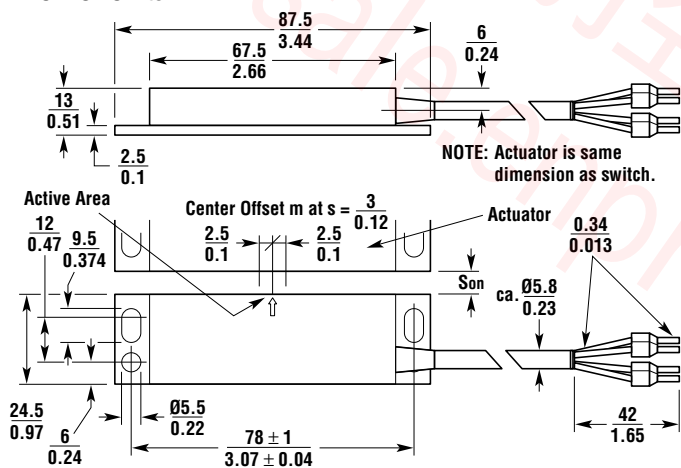 87.5
3.44
67.5
2.66
6
0.24
13
0.51
2.5
0.1
NOTE: Actuator is same
dimension as switch.
Active Area
Center Offset m at s = 3
0.12
Actuator
12
0.47
9.5
0.374
2.5
0.1
2.5
0.1
0.34
0.013
Son
ca. Ø5.8
0.23
24.5
0.97
6
0.24
Ø5.5
0.22
78 ± 1
3.07 ± 0.04
42
1.65